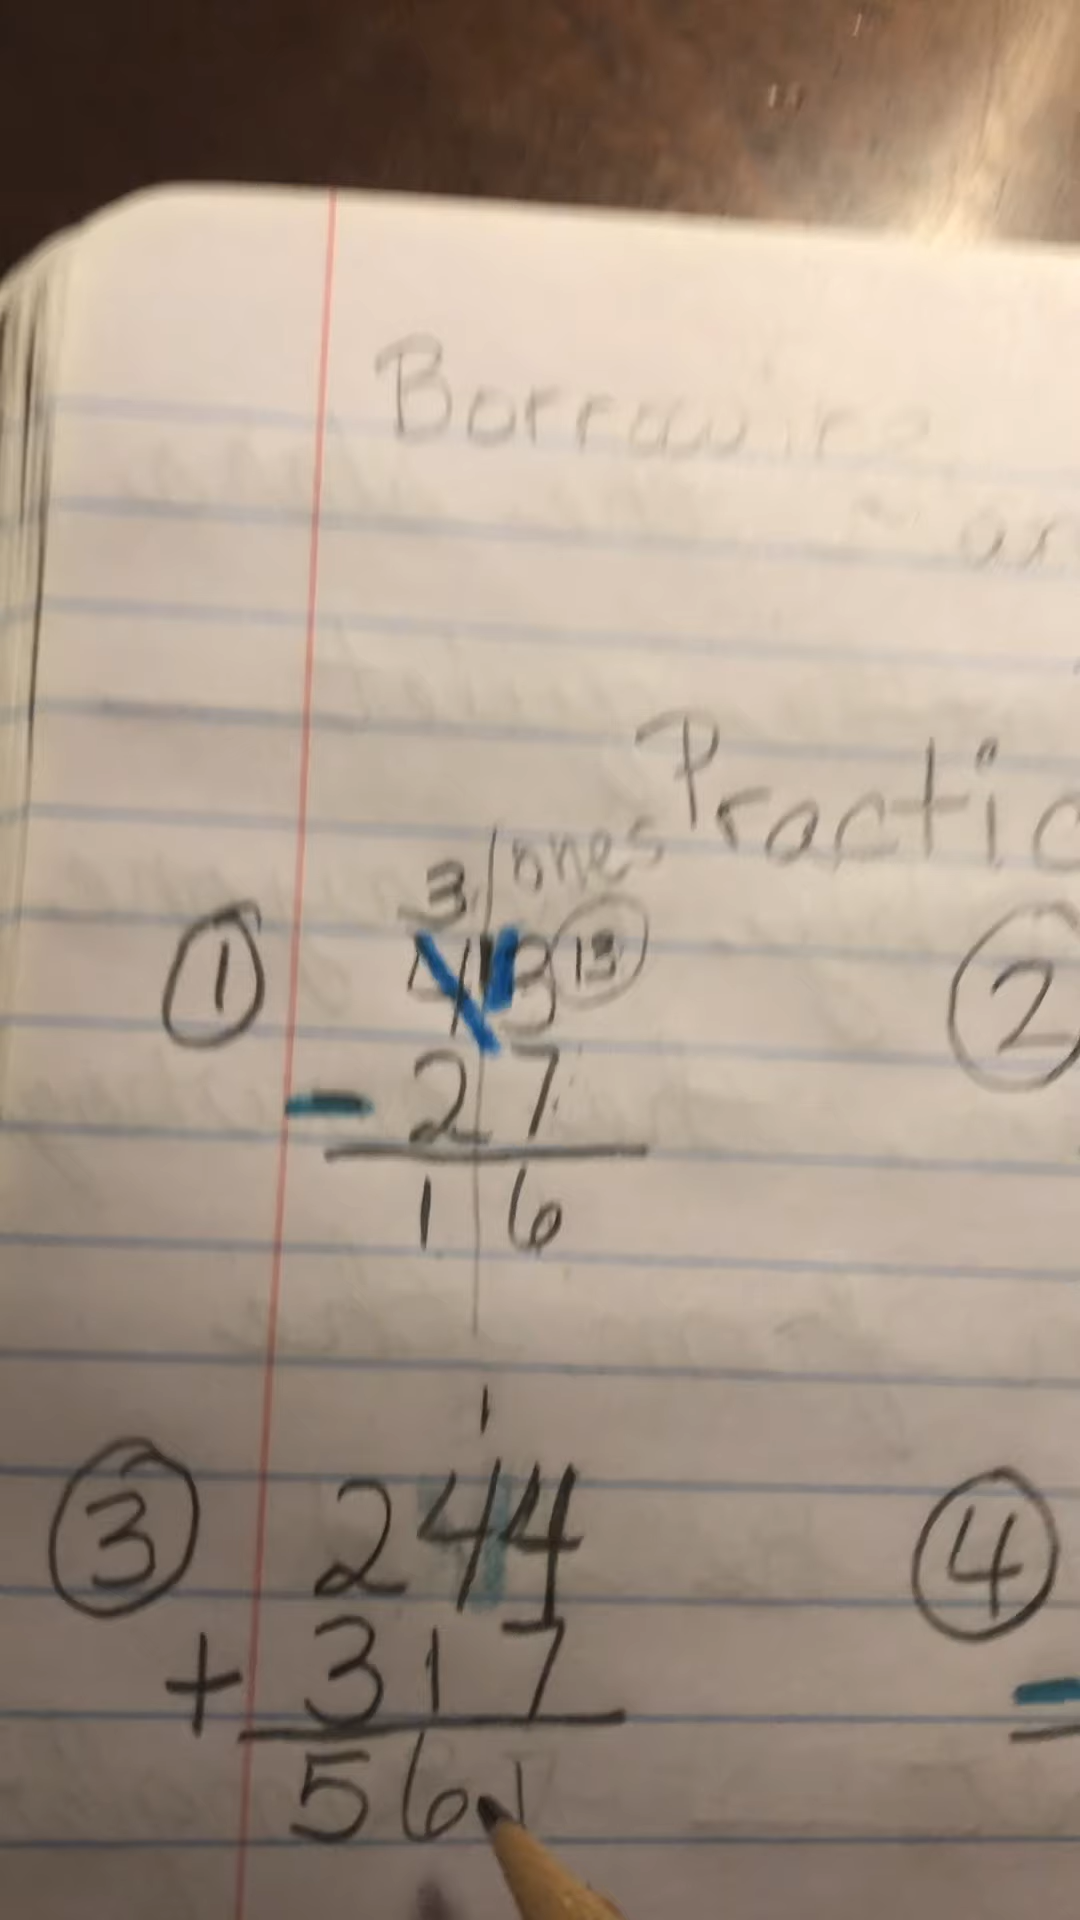 Borrowing
Practic
3 ones
① 43 ⑬ ②
- 27
16
1
③ 244 ④
+ 317 -
561